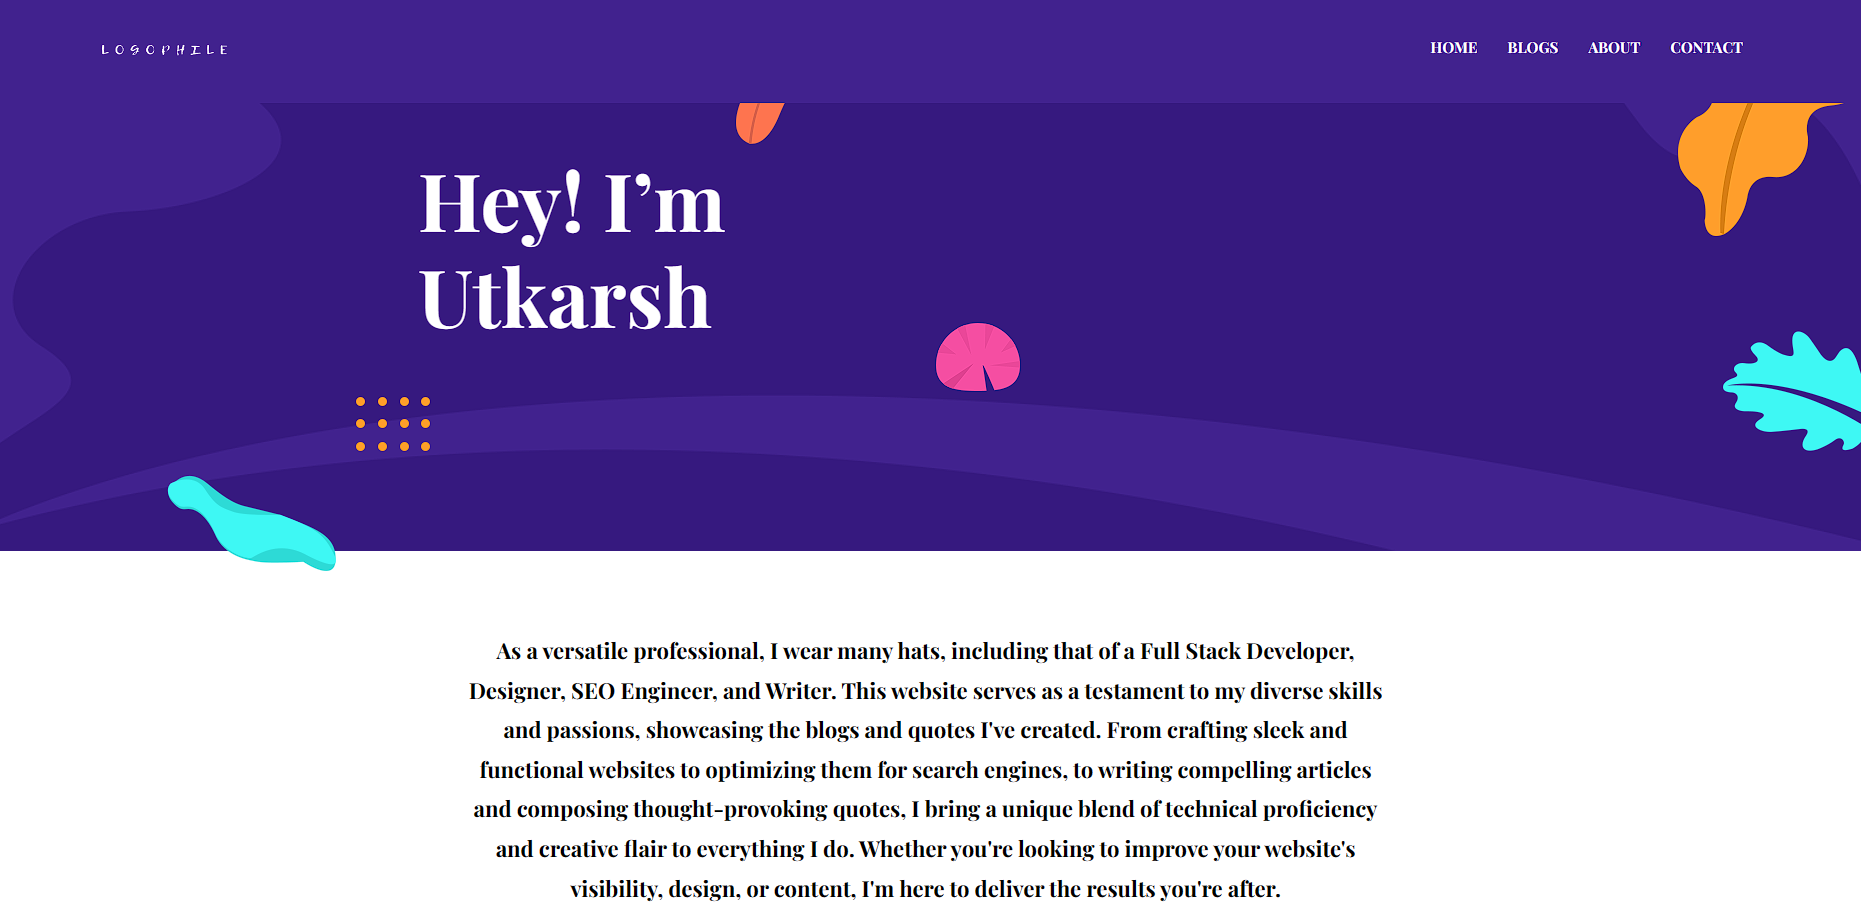 LOGOPHILE
HOME BLOGS ABOUT CONTACT
Hey! I’m
Utkarsh
As a versatile professional, I wear many hats, including that of a Full Stack Developer,
Designer, SEO Engineer, and Writer. This website serves as a testament to my diverse skills
and passions, showcasing the blogs and quotes I've created. From crafting sleek and
functional websites to optimizing them for search engines, to writing compelling articles
and composing thought-provoking quotes, I bring a unique blend of technical proficiency
and creative flair to everything I do. Whether you're looking to improve your website's
visibility, design, or content, I'm here to deliver the results you're after.